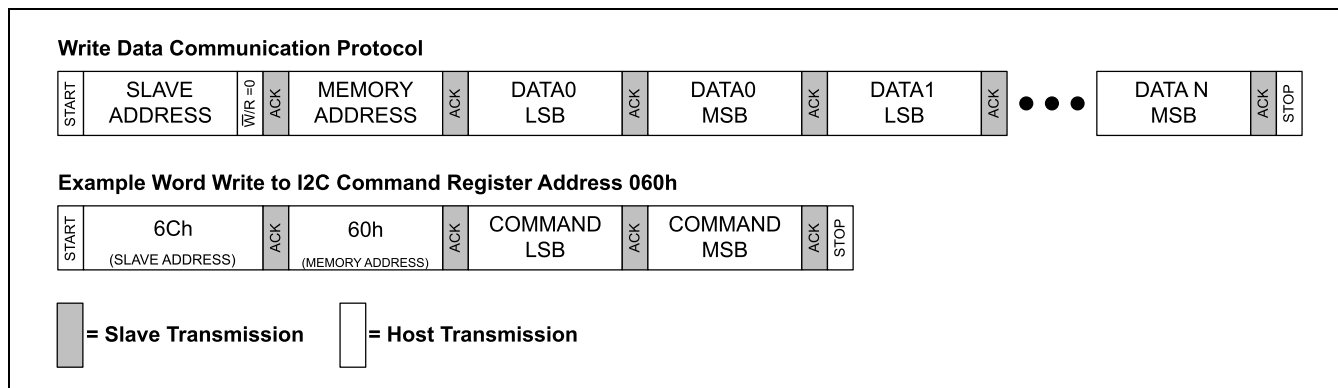 Write Data Communication Protocol
START
SLAVE
ADDRESS
W̅/R =0
ACK
MEMORY
ADDRESS
ACK
DATA0
LSB
ACK
DATA0
MSB
ACK
DATA1
LSB
ACK
DATA N
MSB
ACK
STOP
Example Word Write to I2C Command Register Address 060h
START
6Ch
(SLAVE ADDRESS)
ACK
60h
(MEMORY ADDRESS)
ACK
COMMAND
LSB
ACK
COMMAND
MSB
ACK
STOP
= Slave Transmission
= Host Transmission